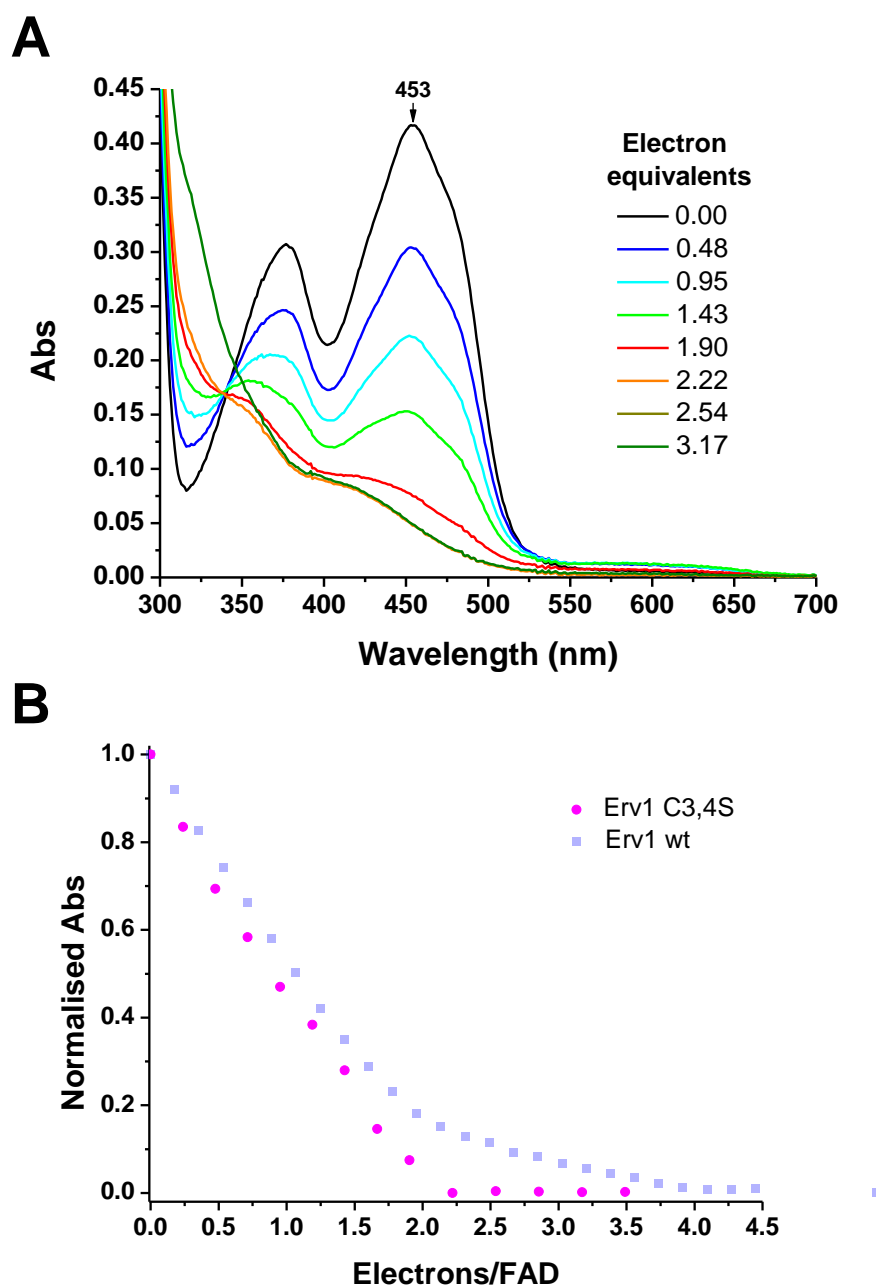 A
453
0.45
0.40
0.35
0.30
0.25
0.20
0.15
0.10
0.05
0.00
Abs
300 350 400 450 500 550 600 650 700
Wavelength (nm)
Electron
equivalents
0.00
0.48
0.95
1.43
1.90
2.22
2.54
3.17
B
1.0
0.8
0.6
0.4
0.2
0.0
Normalised Abs
Erv1 C3,4S
Erv1 wt
0.0 0.5 1.0 1.5 2.0 2.5 3.0 3.5 4.0 4.5
Electrons/FAD